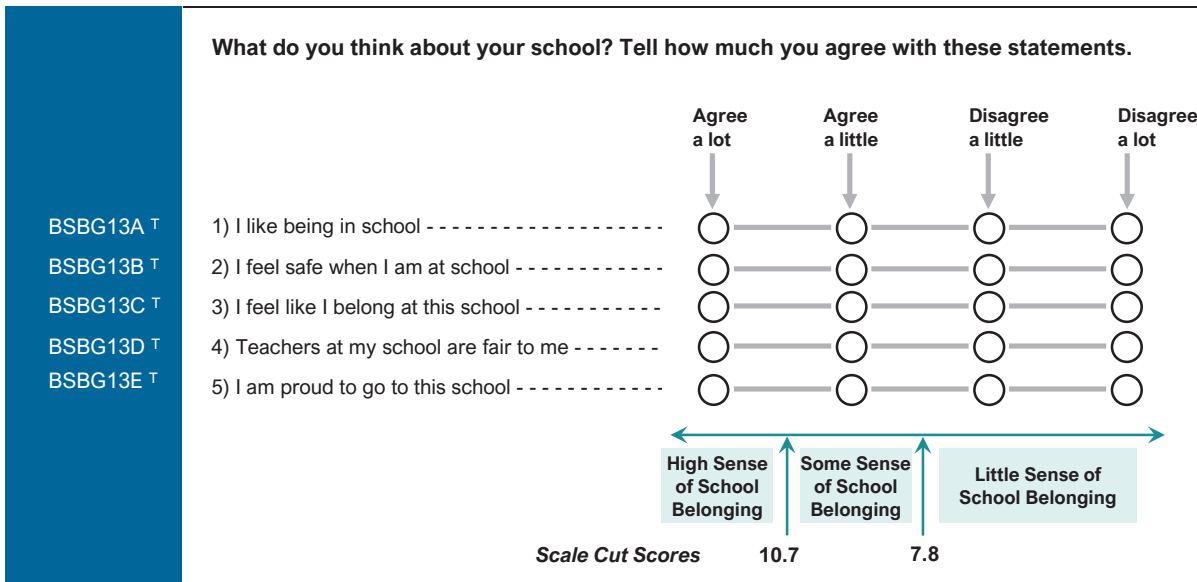 What do you think about your school? Tell how much you agree with these statements.
Agree a lot
Agree a little
Disagree a little
Disagree a lot
BSBG13A T 1) I like being in school - - - - - - - - - - - - - - - - - - -
BSBG13B T 2) I feel safe when I am at school - - - - - - - - - - - -
BSBG13C T 3) I feel like I belong at this school - - - - - - - - - - -
BSBG13D T 4) Teachers at my school are fair to me - - - - - - -
BSBG13E T 5) I am proud to go to this school - - - - - - - - - - - -
High Sense of School Belonging
Some Sense of School Belonging
Little Sense of School Belonging
Scale Cut Scores 10.7 7.8